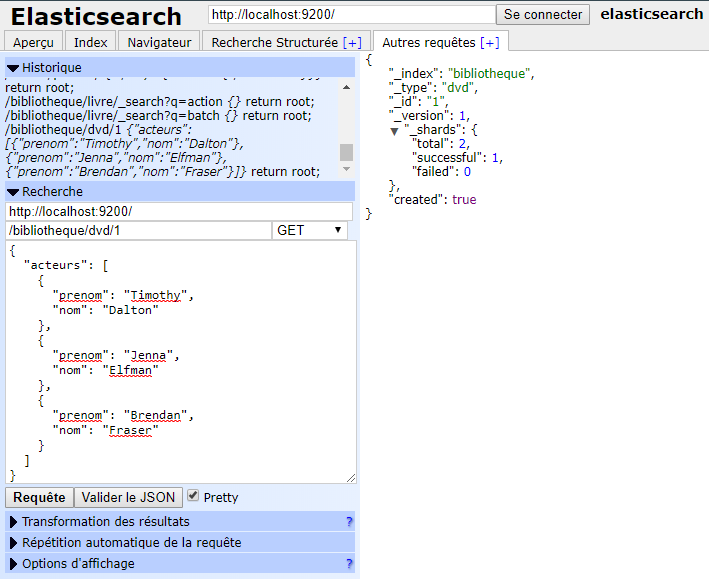 Elasticsearch
http://localhost:9200/
Se connecter
elasticsearch
Aperçu
Index
Navigateur
Recherche Structurée [+]
Autres requêtes [+]
Historique
return root;
/bibliotheque/livre/_search?q=action {} return root;
/bibliotheque/livre/_search?q=batch {} return root;
/bibliotheque/dvd/1 {"acteurs":
[{"prenom":"Timothy","nom":"Dalton"},
{"prenom":"Jenna","nom":"Elfman"},
{"prenom":"Brendan","nom":"Fraser"}]} return root;
Recherche
http://localhost:9200/
/bibliotheque/dvd/1
GET
{
"acteurs": [
{
"prenom": "Timothy",
"nom": "Dalton"
},
{
"prenom": "Jenna",
"nom": "Elfman"
},
{
"prenom": "Brendan",
"nom": "Fraser"
}
]
}
Requête
Valider le JSON
Pretty
Transformation des résultats ?
Répétition automatique de la requête
Options d'affichage ?
{
"_index": "bibliotheque",
"_type": "dvd",
"_id": "1",
"_version": 1,
"_shards": {
"total": 2,
"successful": 1,
"failed": 0
},
"created": true
}